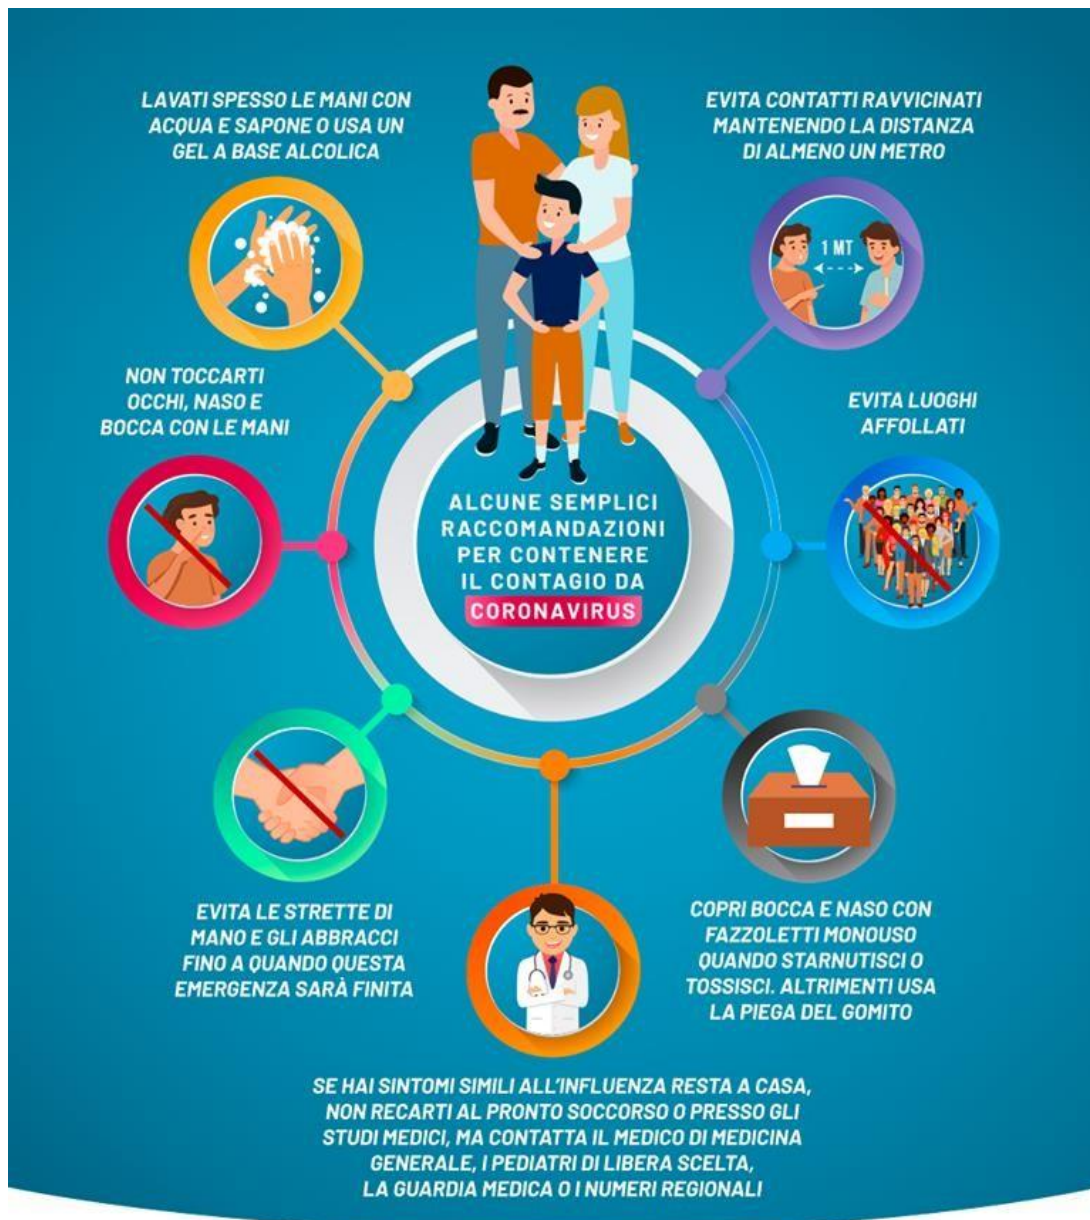 LAVATI SPESSO LE MANI CON
ACQUA E SAPONE O USA UN
GEL A BASE ALCOLICA
EVITA CONTATTI RAVVICINATI
MANTENENDO LA DISTANZA
DI ALMENO UN METRO
1 MT
NON TOCCARTI
OCCHI, NASO E
BOCCA CON LE MANI
EVITA LUOGHI
AFFOLLATI
ALCUNE SEMPLICI
RACCOMANDAZIONI
PER CONTENERE
IL CONTAGIO DA
CORONAVIRUS
EVITA LE STRETTE DI
MANO E GLI ABBRACCI
FINO A QUANDO QUESTA
EMERGENZA SARÀ FINITA
COPRI BOCCA E NASO CON
FAZZOLETTI MONOUSO
QUANDO STARNUTISCI O
TOSSISCI. ALTRIMENTI USA
LA PIEGA DEL GOMITO
SE HAI SINTOMI SIMILI ALL'INFLUENZA RESTA A CASA,
NON RECARTI AL PRONTO SOCCORSO O PRESSO GLI
STUDI MEDICI, MA CONTATTA IL MEDICO DI MEDICINA
GENERALE, I PEDIATRI DI LIBERA SCELTA,
LA GUARDIA MEDICA O I NUMERI REGIONALI